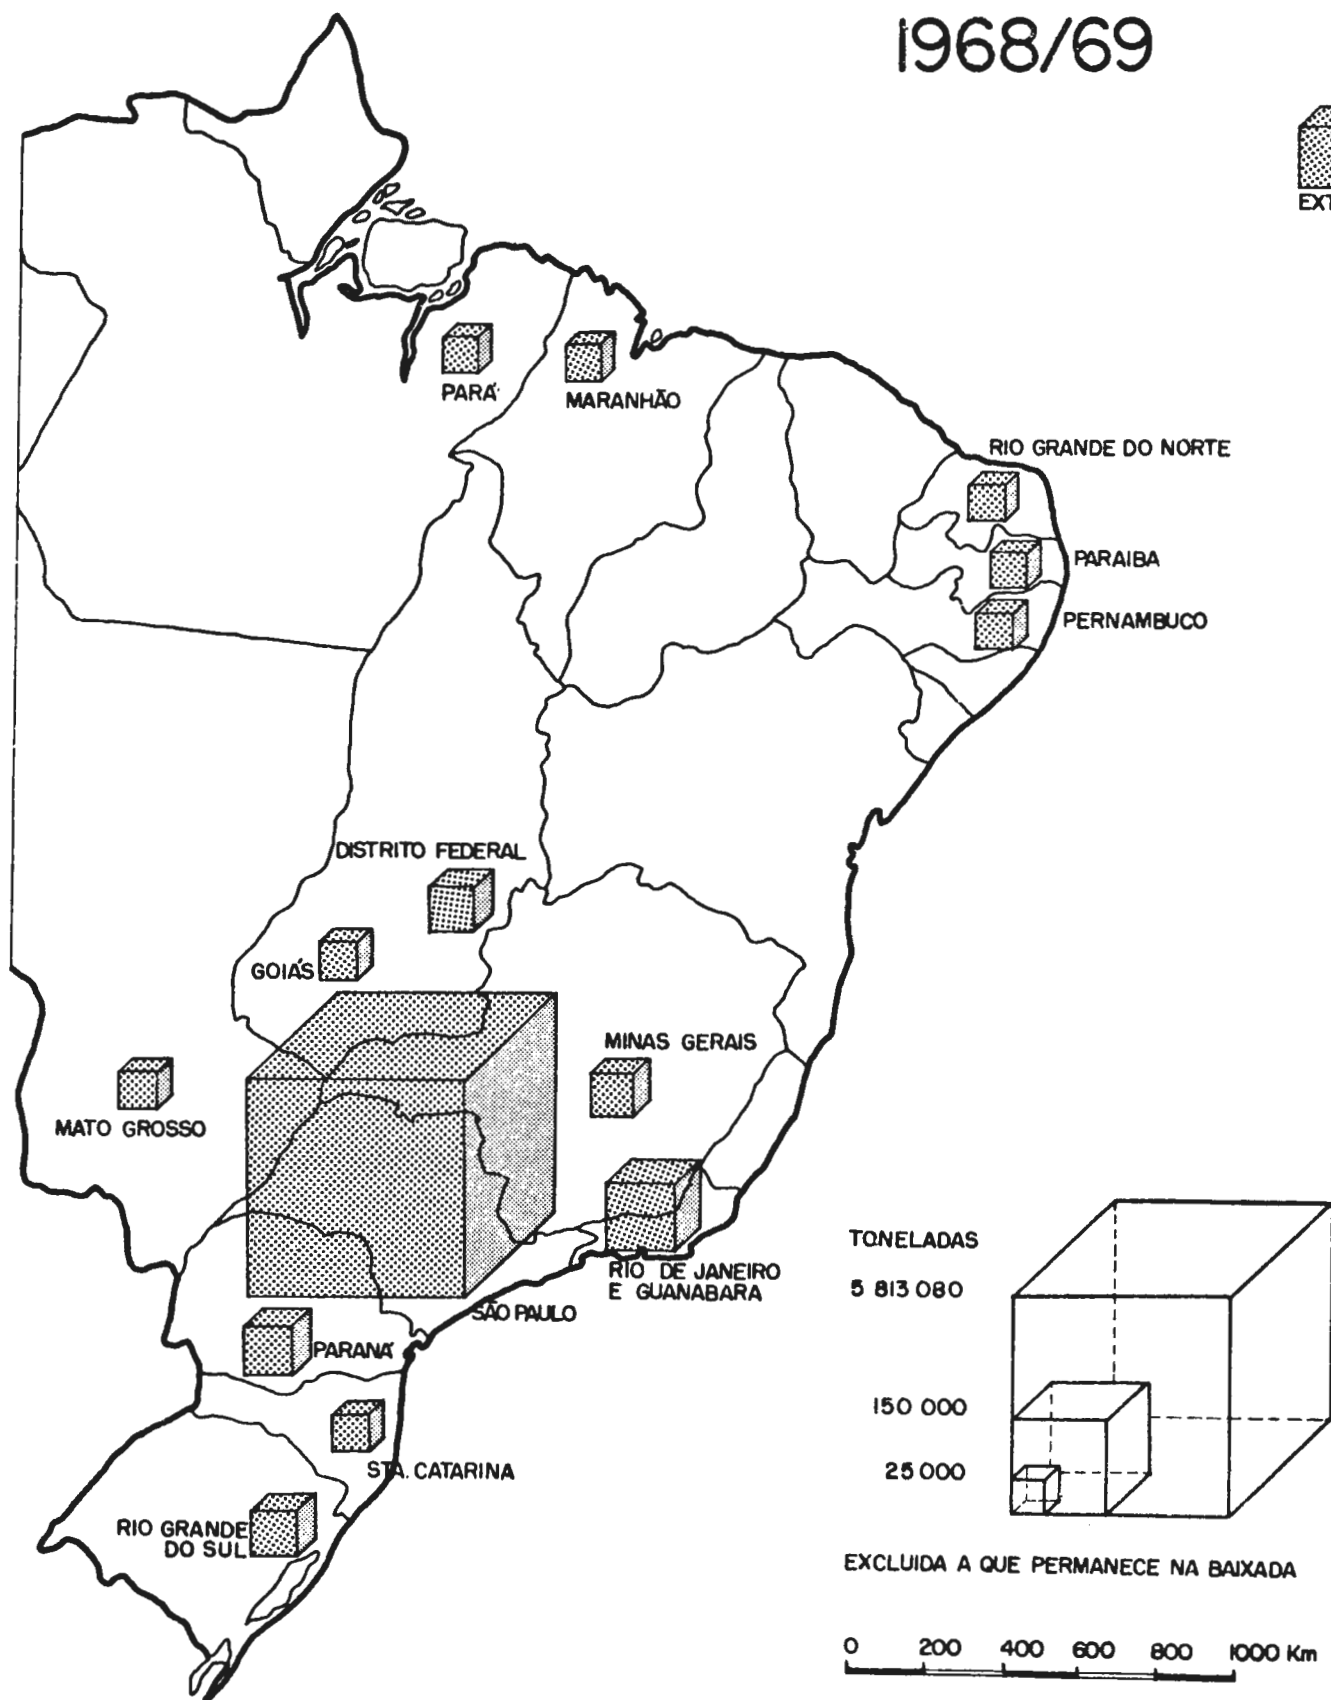 1968/69
EXT
PARÁ
MARANHÃO
RIO GRANDE DO NORTE
PARAIBA
PERNAMBUCO
DISTRITO FEDERAL
GOIÁS
MINAS GERAIS
MATO GROSSO
RIO DE JANEIRO
E GUANABARA
SÃO PAULO
PARANÁ
STA. CATARINA
RIO GRANDE
DO SUL
TONELADAS
5 813 080
150 000
25 000
EXCLUIDA A QUE PERMANECE NA BAIXADA
0 200 400 600 800 1000 Km